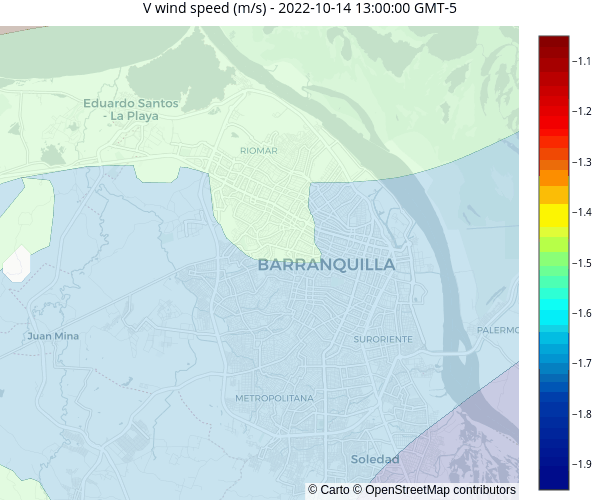 V wind speed (m/s) - 2022-10-14 13:00:00 GMT-5
Eduardo Santos
- La Playa
RIOMAR
BARRANQUILLA
Juan Mina
SURORIENTE
PALERMO
METROPOLITANA
Soledad
−1.1
−1.2
−1.3
−1.4
−1.5
−1.6
−1.7
−1.8
−1.9
© Carto © OpenStreetMap contributors